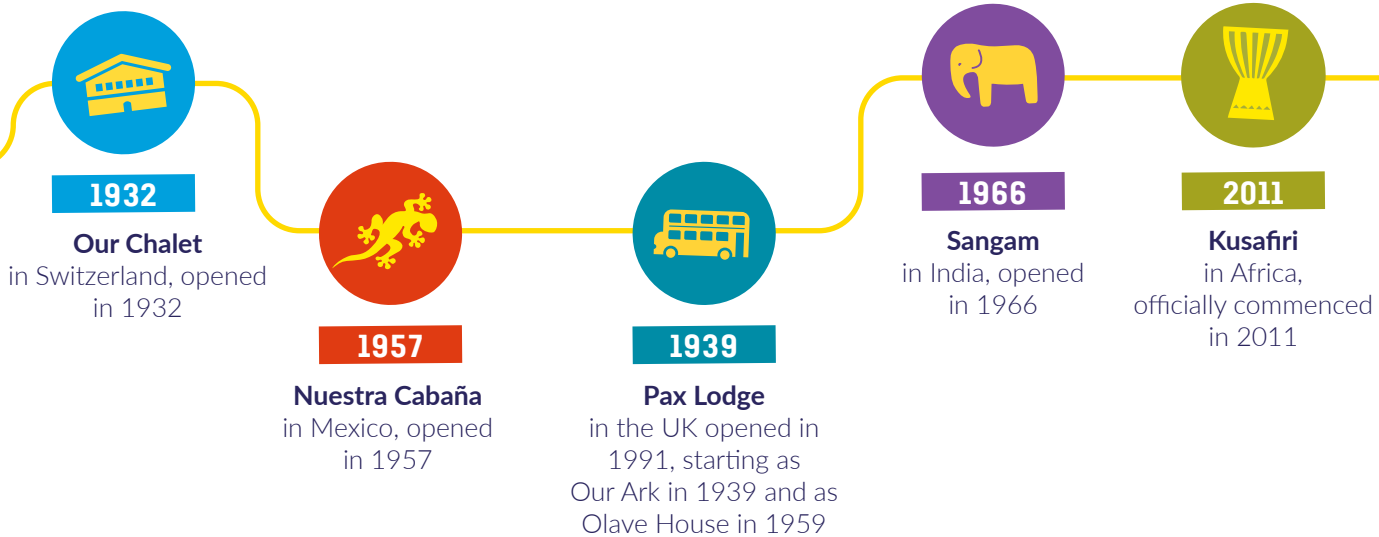 1932
Our Chalet
in Switzerland, opened
in 1932
1957
Nuestra Cabaña
in Mexico, opened
in 1957
1939
Pax Lodge
in the UK opened in
1991, starting as
Our Ark in 1939 and as
Olave House in 1959
1966
Sangam
in India, opened
in 1966
2011
Kusafiri
in Africa,
officially commenced
in 2011